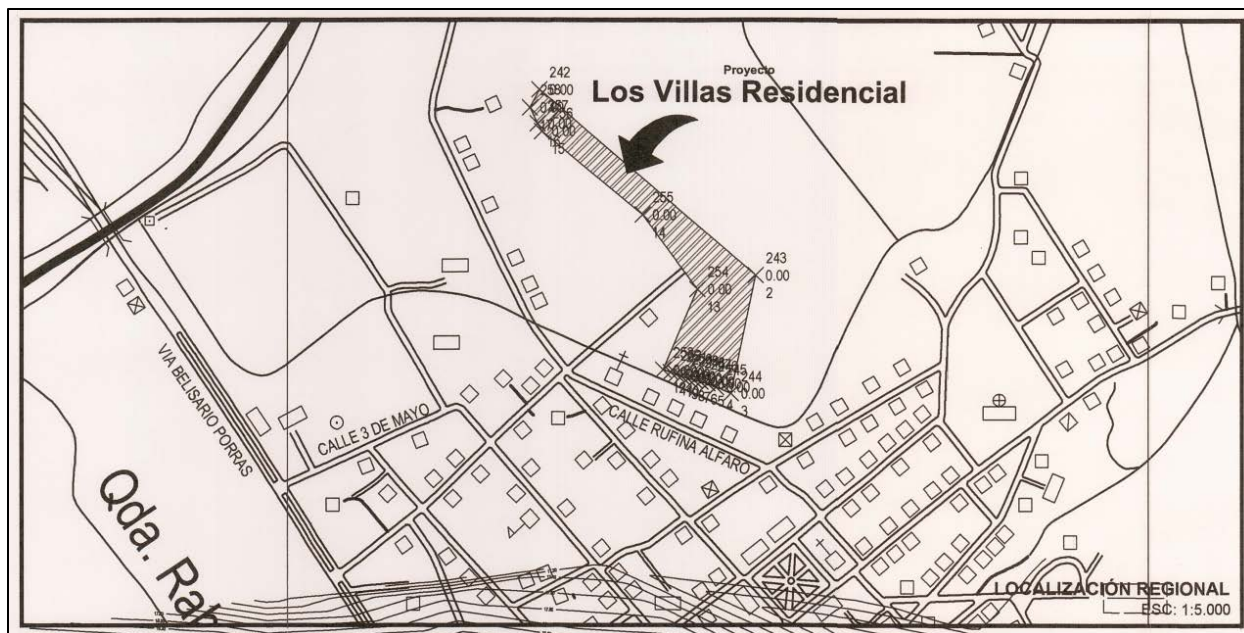 Proyecto
Los Villas Residencial
242
15
255
0.00
14
243
0.00
2
254
0.00
13
244
0.00
3
VIA BELISARIO PORRAS
CALLE 3 DE MAYO
CALLE RUFINA ALFARO
Qda.
LOCALIZACIÓN REGIONAL
ESC: 1:5.000